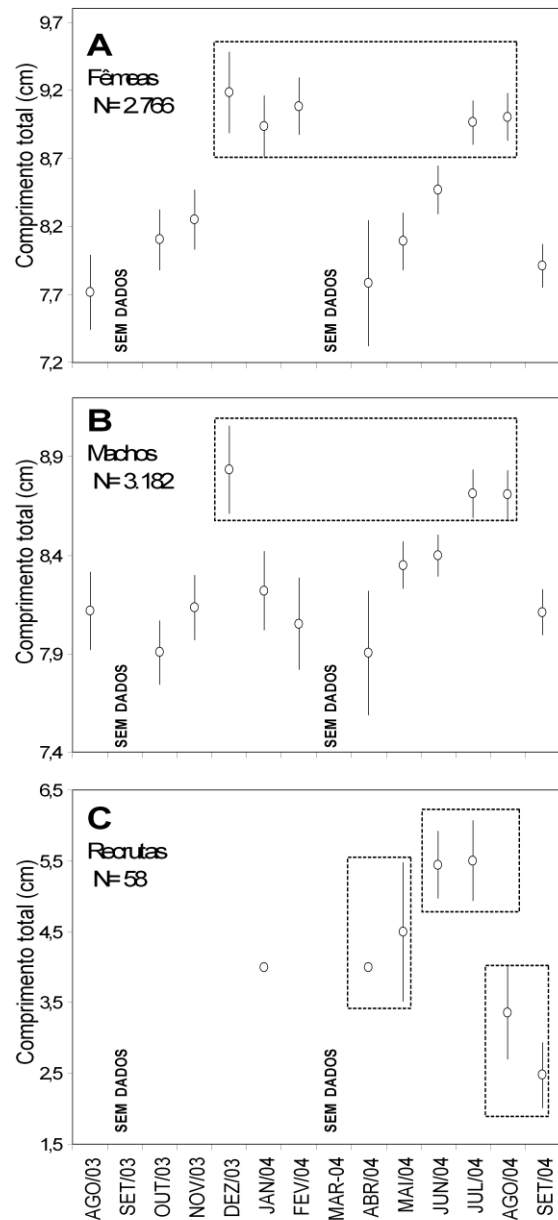 9,7
A
Fêmeas
N= 2.766
9,2
8,7
8,2
7,7
7,2
Comprimento total (cm)
SEM DADOS
SEM DADOS
B
Machos
N= 3.182
8,9
8,4
7,9
7,4
Comprimento total (cm)
SEM DADOS
SEM DADOS
6,5
C
Recrutas
N= 58
5,5
4,5
3,5
2,5
1,5
Comprimento total (cm)
SEM DADOS
SEM DADOS
AGO/03
SET/03
OUT/03
NOV/03
DEZ/03
JAN/04
FEV/04
MAR-04
ABR/04
MAI/04
JUN/04
JUL/04
AGO/04
SET/04